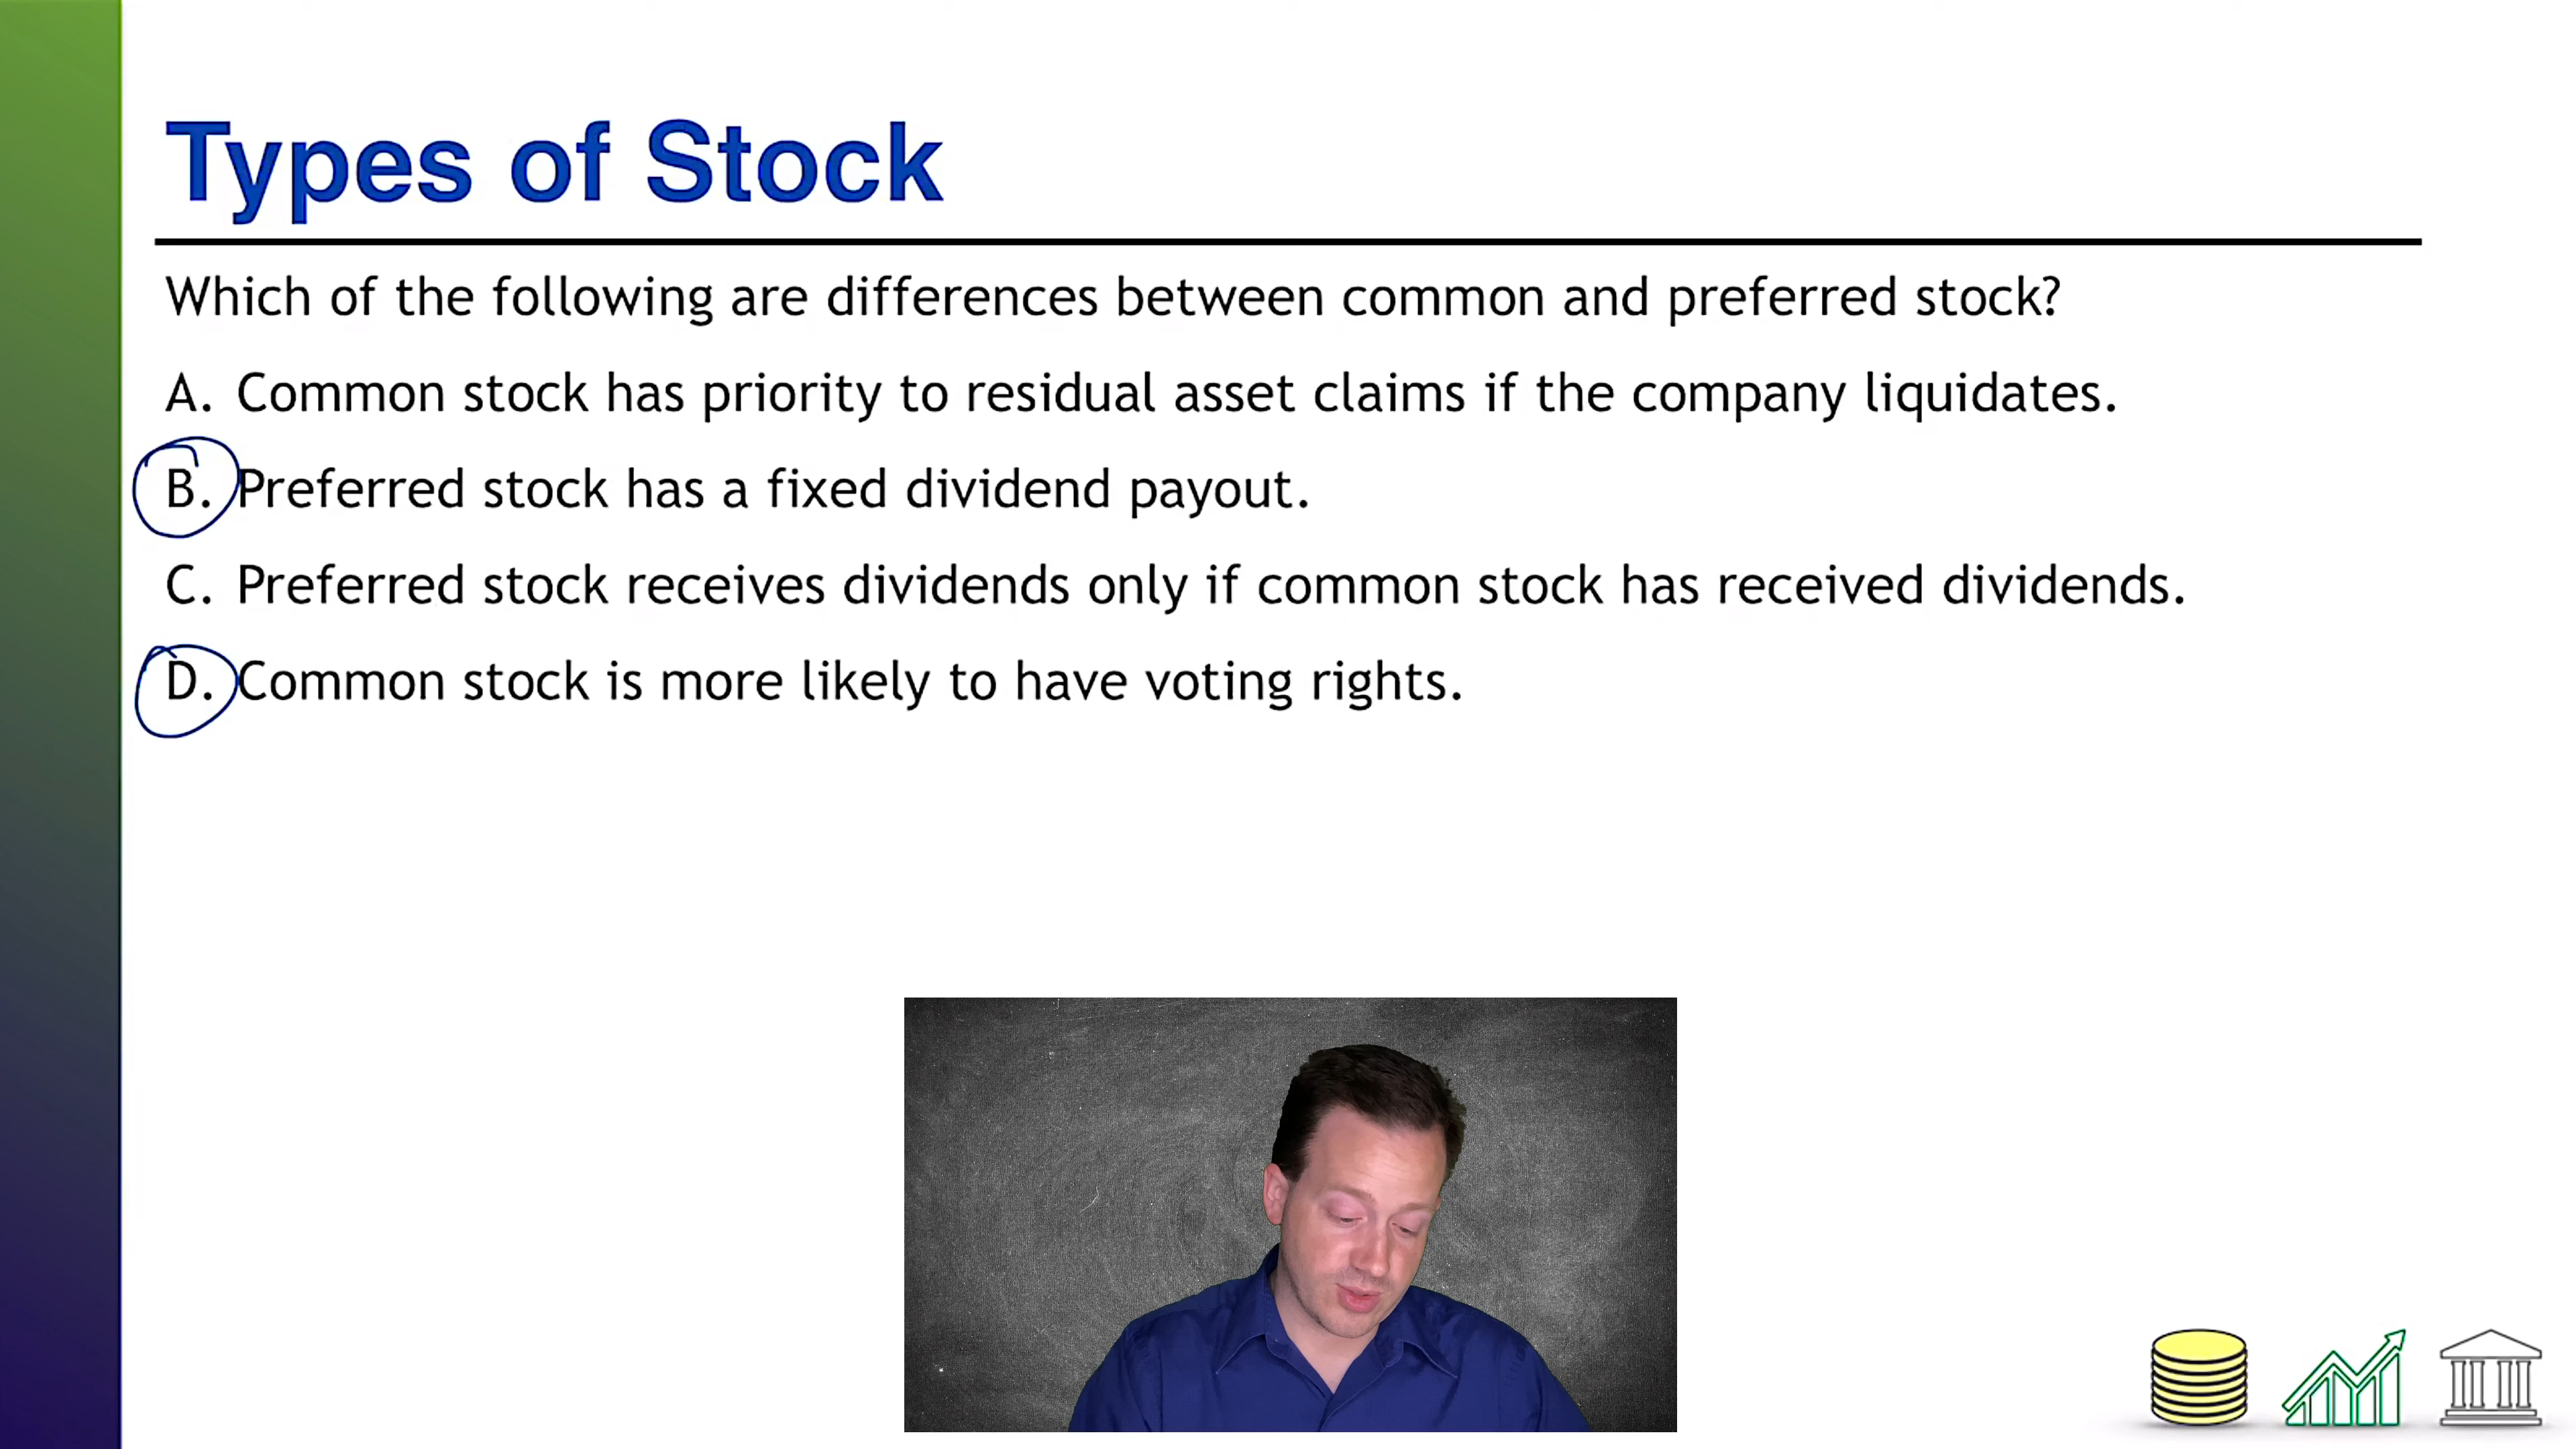 Types of Stock
Which of the following are differences between common and preferred stock?
A. Common stock has priority to residual asset claims if the company liquidates.
B. Preferred stock has a fixed dividend payout.
C. Preferred stock receives dividends only if common stock has received dividends.
D. Common stock is more likely to have voting rights.